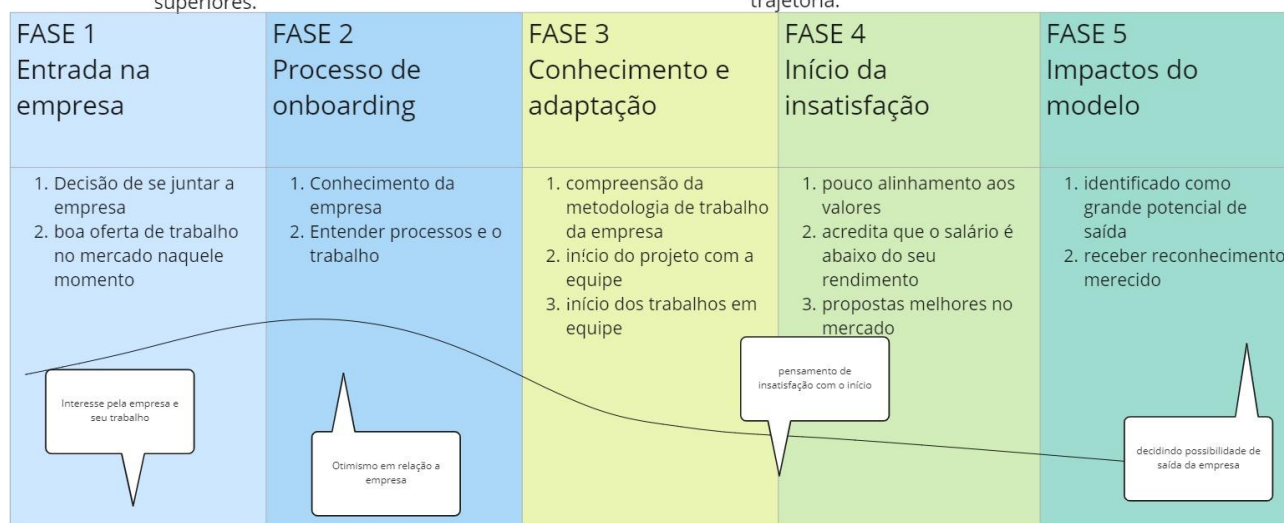 superiores.
trajetória.
FASE 1
Entrada na
empresa
FASE 2
Processo de
onboarding
FASE 3
Conhecimento e
adaptação
FASE 4
Início da
insatisfação
FASE 5
Impactos do
modelo
1. Decisão de se juntar a
empresa
2. boa oferta de trabalho
no mercado naquele
momento
1. Conhecimento da
empresa
2. Entender processos e o
trabalho
1. compreensão da
metodologia de trabalho
da empresa
2. início do projeto com a
equipe
3. início dos trabalhos em
equipe
1. pouco alinhamento aos
valores
2. acredita que o salário é
abaixo do seu
rendimento
3. propostas melhores no
mercado
1. identificado como
grande potencial de
saída
2. receber reconhecimento
merecido
Interesse pela empresa e
seu trabalho
Otimismo em relação a
empresa
pensamento de
insatisfação com o início
decidindo possibilidade de
saída da empresa